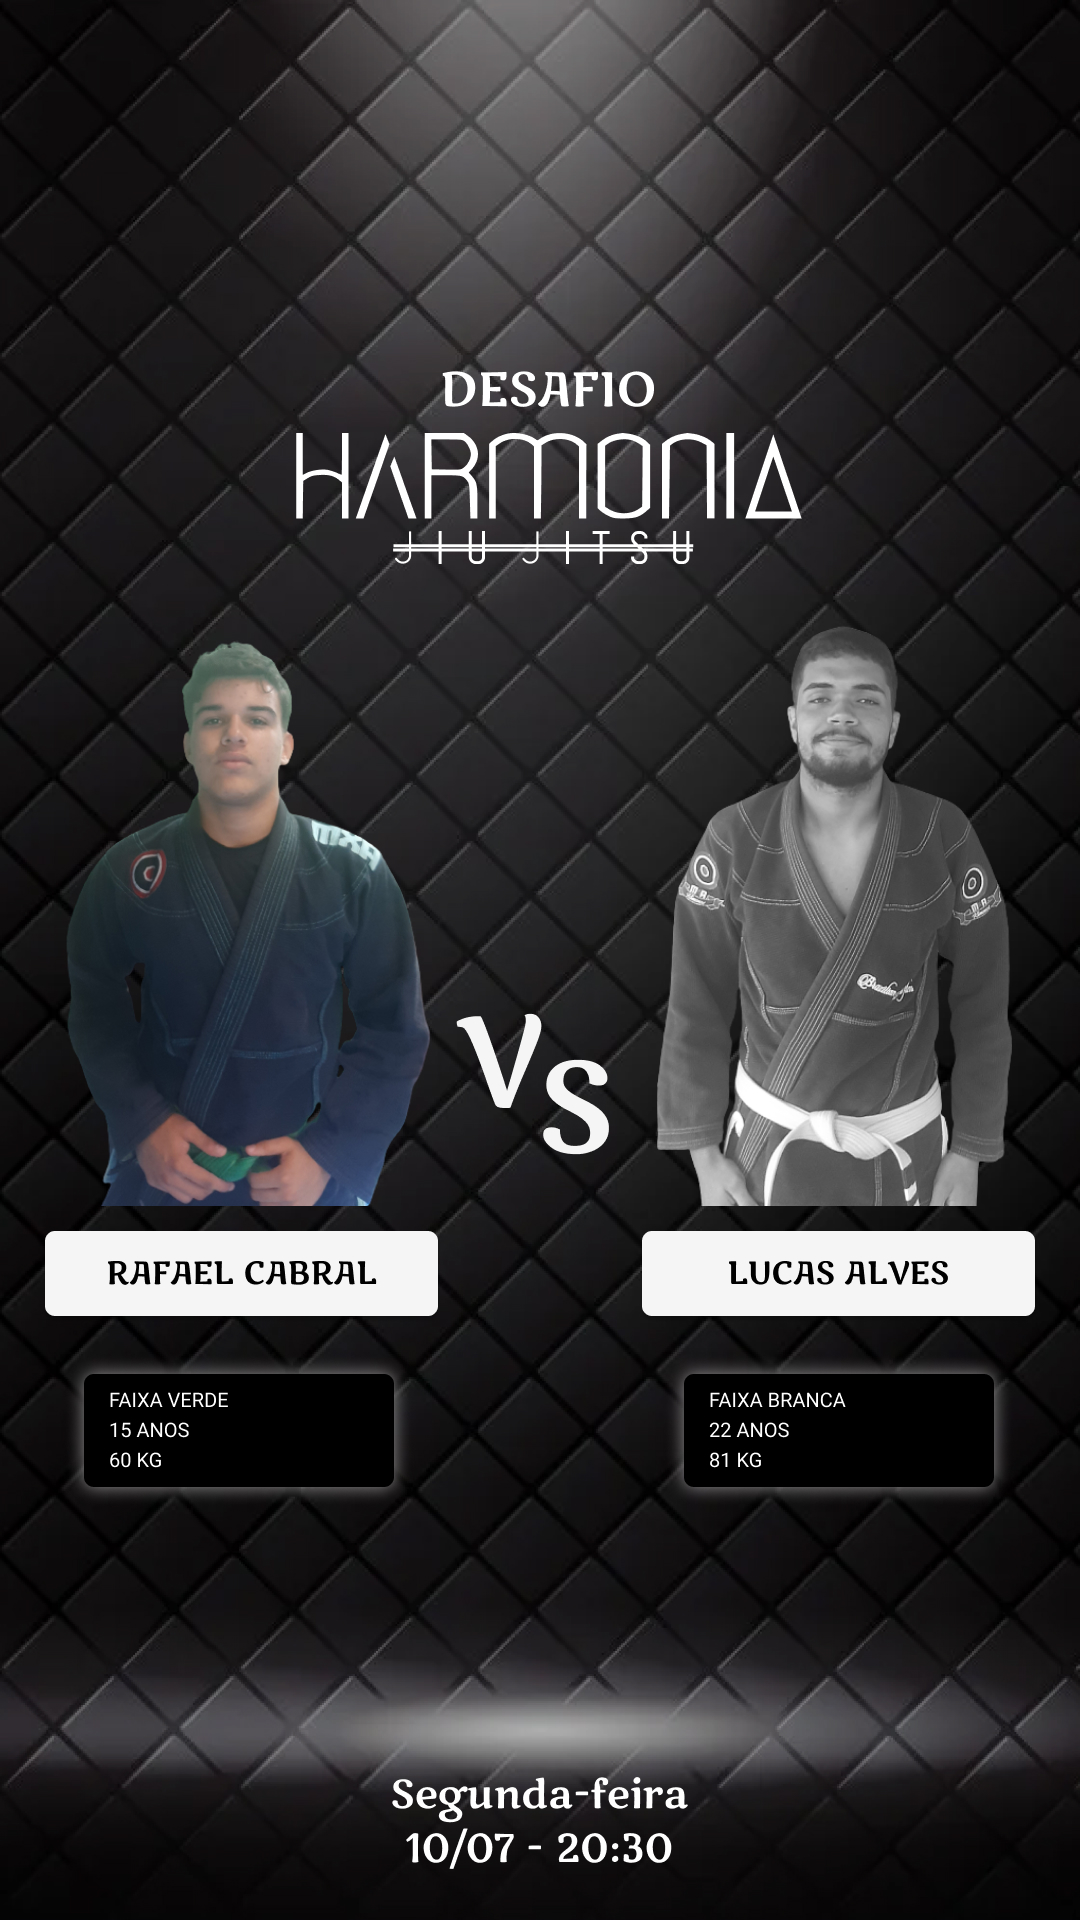 DESAFIO
HARMONIA
JIU JITSU
MXA
VS
RAFAEL CABRAL
LUCAS ALVES
FAIXA VERDE
15 ANOS
60 KG
FAIXA BRANCA
22 ANOS
81 KG
Segunda-feira
10/07 - 20:30